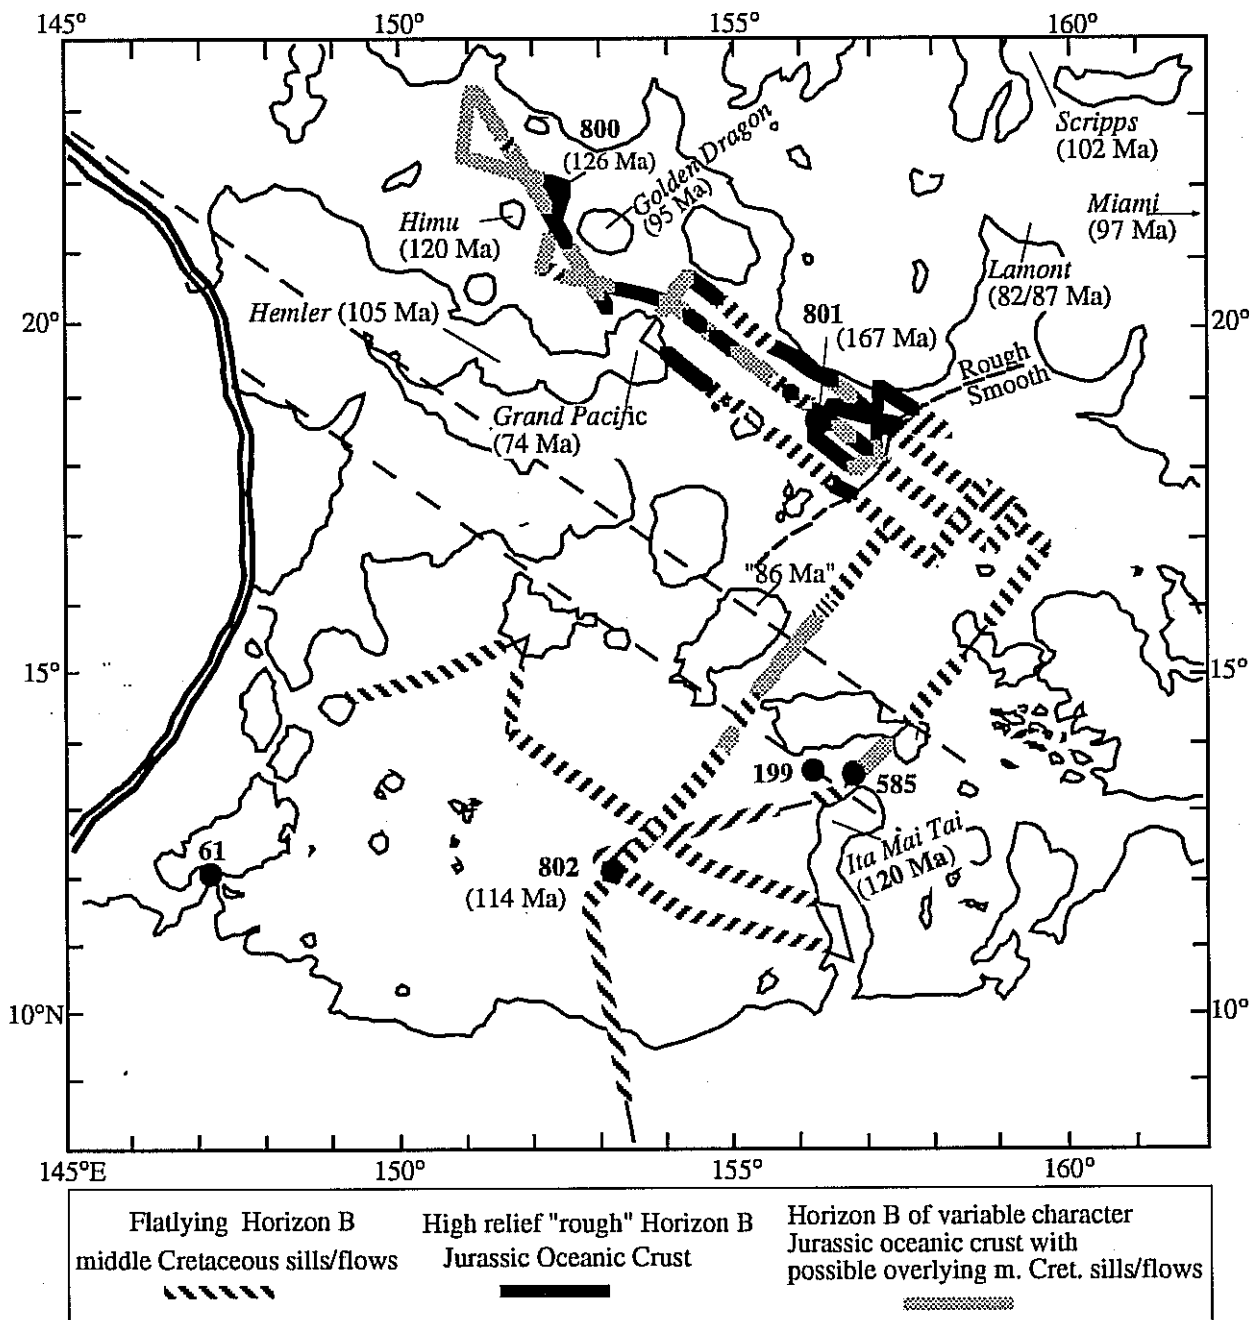 145° 150° 155° 160°
800
(126 Ma)
Golden Dragon
(95 Ma)
Scripps
(102 Ma)
Himu
(120 Ma)
Miami
(97 Ma)
Lamont
(82/87 Ma)
Hemler (105 Ma)
20°
801
(167 Ma)
20°
Rough
Smooth
Grand Pacific
(74 Ma)
"86 Ma"
15°
15°
199
585
61
802
(114 Ma)
Ita Mai Tai
(120 Ma)
10°N
10°
145°E 150° 155° 160°
Flatlying Horizon B
middle Cretaceous sills/flows
High relief "rough" Horizon B
Jurassic Oceanic Crust
Horizon B of variable character
Jurassic oceanic crust with
possible overlying m. Cret. sills/flows